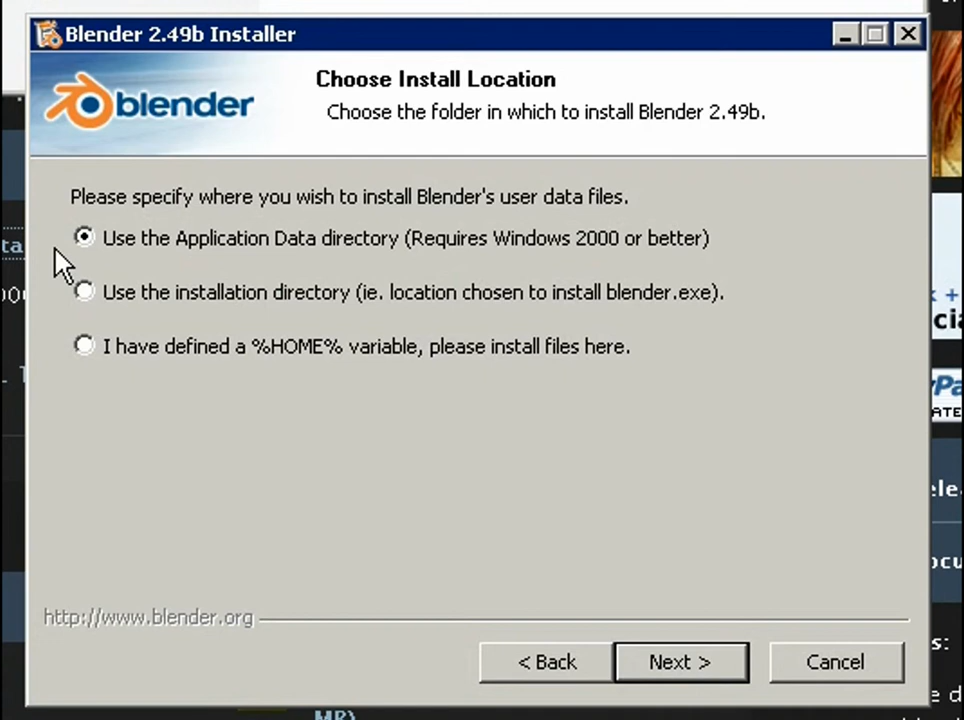 Blender 2.49b Installer
blender
Choose Install Location
Choose the folder in which to install Blender 2.49b.
Please specify where you wish to install Blender's user data files.
Use the Application Data directory (Requires Windows 2000 or better)
Use the installation directory (ie. location chosen to install blender.exe).
I have defined a %HOME% variable, please install files here.
http://www.blender.org
< Back
Next >
Cancel